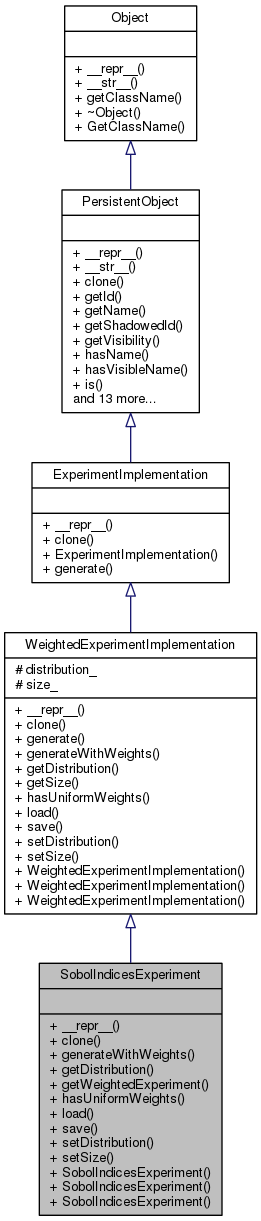 Object
+ __repr__()
+ __str__()
+ getClassName()
+ ~Object()
+ GetClassName()
PersistentObject
+ __repr__()
+ __str__()
+ clone()
+ getId()
+ getName()
+ getShadowedId()
+ getVisibility()
+ hasName()
+ hasVisibleName()
+ is()
and 13 more...
ExperimentImplementation
+ __repr__()
+ clone()
+ ExperimentImplementation()
+ generate()
WeightedExperimentImplementation
# distribution_
# size_
+ __repr__()
+ clone()
+ generate()
+ generateWithWeights()
+ getDistribution()
+ getSize()
+ hasUniformWeights()
+ load()
+ save()
+ setDistribution()
+ setSize()
+ WeightedExperimentImplementation()
+ WeightedExperimentImplementation()
+ WeightedExperimentImplementation()
SobolIndicesExperiment
+ __repr__()
+ clone()
+ generateWithWeights()
+ getDistribution()
+ getWeightedExperiment()
+ hasUniformWeights()
+ load()
+ save()
+ setDistribution()
+ setSize()
+ SobolIndicesExperiment()
+ SobolIndicesExperiment()
+ SobolIndicesExperiment()